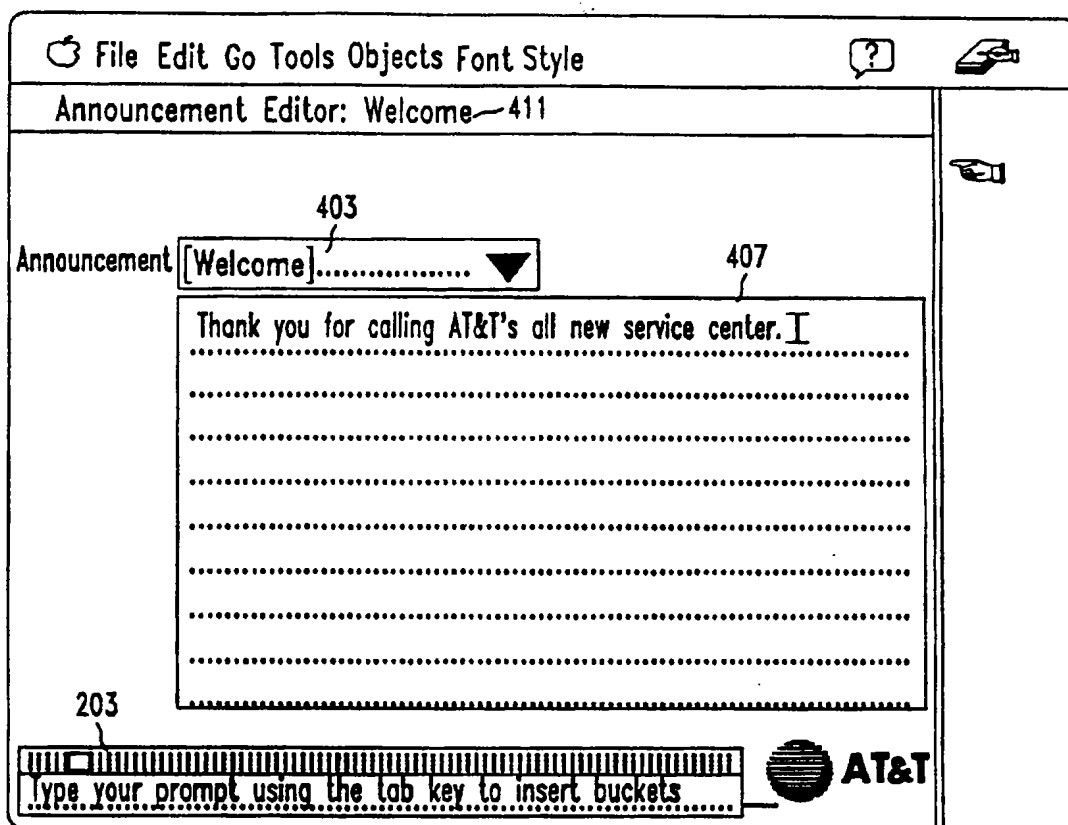 File Edit Go Tools Objects Font Style ?
Announcement Editor: Welcome 411
403
Announcement [Welcome]..................
407
Thank you for calling AT&T's all new service center.
203
Type your prompt using the tab key to insert buckets
AT&T